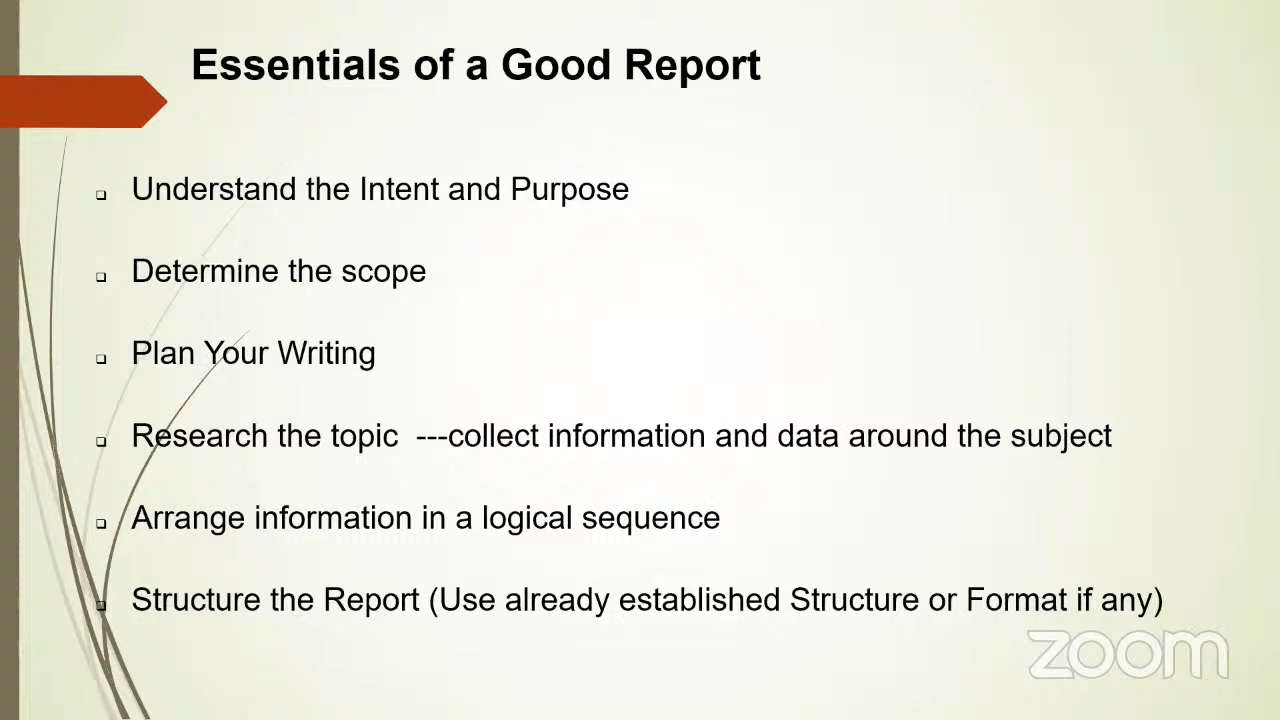 Essentials of a Good Report
Understand the Intent and Purpose
Determine the scope
Plan Your Writing
Research the topic ---collect information and data around the subject
Arrange information in a logical sequence
Structure the Report (Use already established Structure or Format if any)
zoom